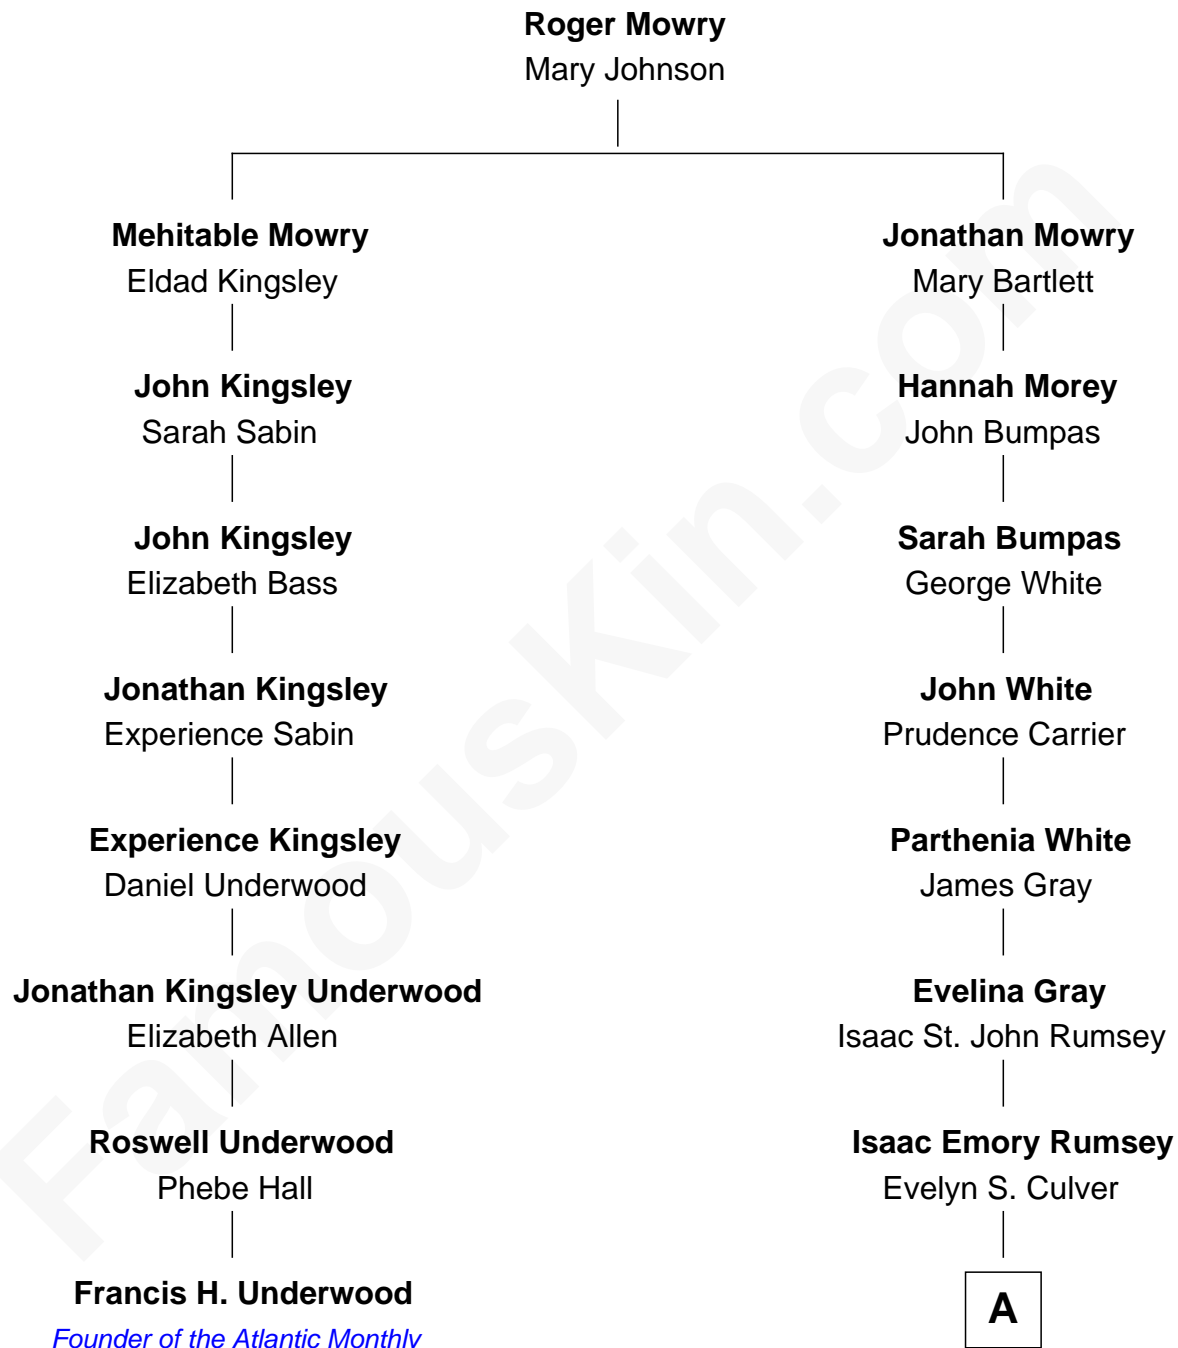 Roger Mowry
Mary Johnson
Mehitable Mowry
Eldad Kingsley
Jonathan Mowry
Mary Bartlett
John Kingsley
Sarah Sabin
Hannah Morey
John Bumpas
John Kingsley
Elizabeth Bass
Sarah Bumpas
George White
Jonathan Kingsley
Experience Sabin
John White
Prudence Carrier
Experience Kingsley
Daniel Underwood
Parthenia White
James Gray
Jonathan Kingsley Underwood
Elizabeth Allen
Evelina Gray
Isaac St. John Rumsey
Roswell Underwood
Phebe Hall
Isaac Emory Rumsey
Evelyn S. Culver
Francis H. Underwood
Founder of the Atlantic Monthly
A
FamousKin.com